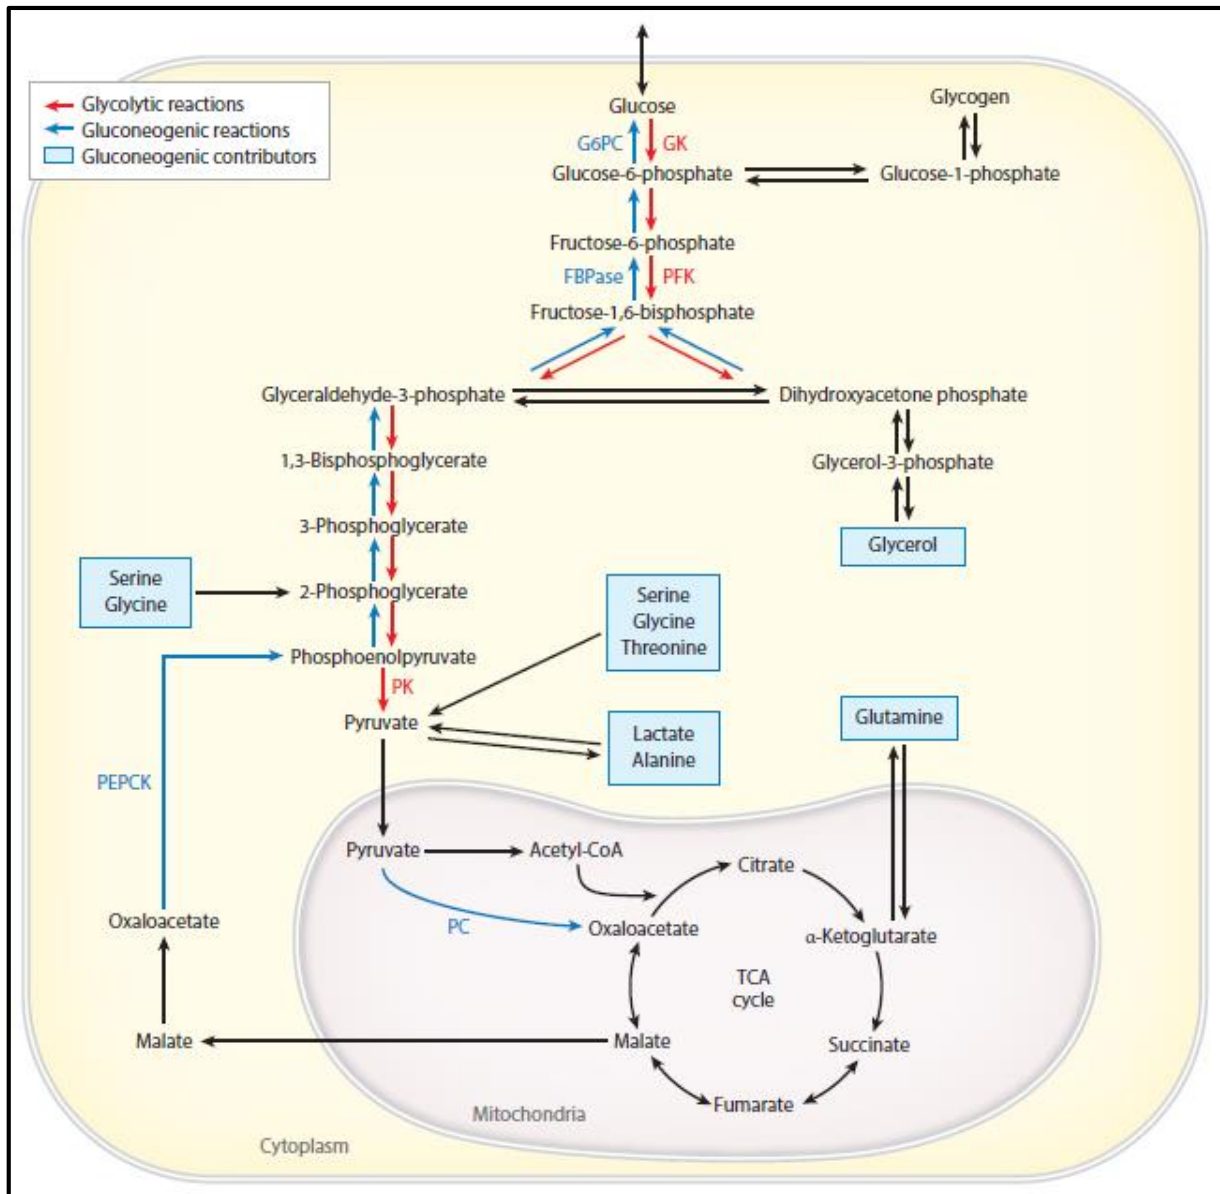 Glycolytic reactions
Gluconeogenic reactions
Gluconeogenic contributors
Glucose
Glycogen
G6PC
GK
Glucose-6-phosphate
Glucose-1-phosphate
Fructose-6-phosphate
FBPase
PFK
Fructose-1,6-bisphosphate
Glyceraldehyde-3-phosphate
Dihydroxyacetone phosphate
1,3-Bisphosphoglycerate
Glycerol-3-phosphate
3-Phosphoglycerate
Glycerol
Serine
Glycine
2-Phosphoglycerate
Serine
Glycine
Threonine
Phosphoenolpyruvate
PK
Pyruvate
Lactate
Alanine
Glutamine
PEPCK
Pyruvate
Acetyl-CoA
Citrate
Oxaloacetate
PC
Oxaloacetate
α-Ketoglutarate
TCA
cycle
Malate
Malate
Succinate
Fumarate
Mitochondria
Cytoplasm